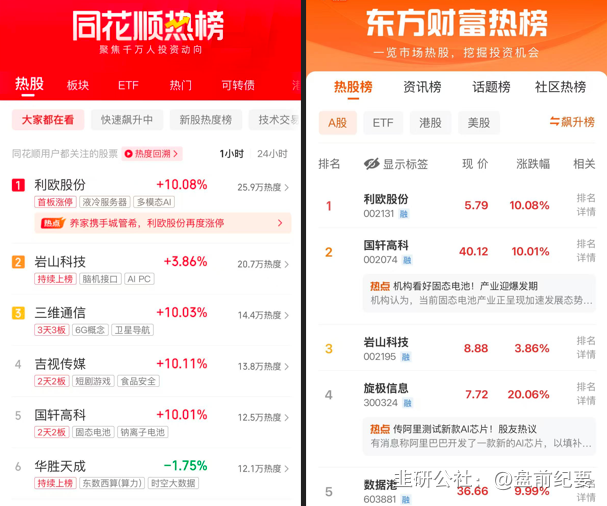 同花顺热榜
聚焦千万人投资动向
热股 板块 ETF 热门 可转债
大家都在看 快速飙升中 新股热度榜 技术交易
同花顺用户都关注的股票 热度回溯 > 1小时 24小时
1 利欧股份 +10.08% 25.9万热度 >
首板涨停 液冷服务器 多模态AI
热点 养家携手城管希，利欧股份再度涨停 >
2 岩山科技 +3.86% 20.7万热度 >
持续上榜 脑机接口 AI PC
3 三维通信 +10.03% 14.4万热度 >
3天3板 6G概念 卫星导航
4 吉视传媒 +10.11% 13.8万热度 >
2天2板 短剧游戏 食品安全
5 国轩高科 +10.01% 12.5万热度 >
2天2板 固态电池 钠离子电池
6 华胜天成 -1.75% 12.1万热度 >
持续上榜 东数西算(算力) 时空大数据
东方财富热榜
一览市场热股，挖掘投资机会
热股榜 资讯榜 话题榜 社区热榜
A股 ETF 港股 美股 飙升榜
排名 显示标签 现价 涨跌幅 相关
1 利欧股份 5.79 10.08% 排名
002131 融 详情
2 国轩高科 40.12 10.01% 排名
002074 融 详情
热点 机构看好固态电池！产业迎爆发期
机构认为，当前固态电池产业正呈现加速发展态势...
3 岩山科技 8.88 3.86% 排名
002195 融 详情
4 旋极信息 7.72 20.06% 排名
300324 融 详情
热点 传阿里测试新款AI芯片！股友热议
有消息称阿里巴巴开发了一款新的AI芯片，以填补...
5 数据港 36.66 9.99% 排名
603881 融 详情
韭研公社：@盘前纪要